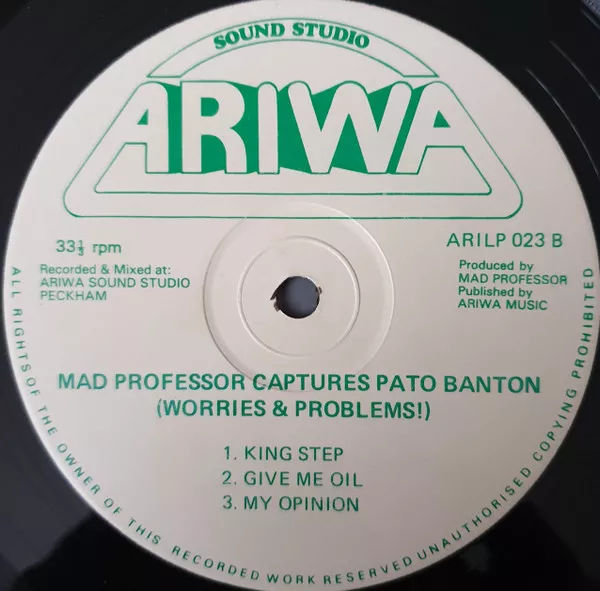 SOUND STUDIO
ARIWA
33⅓ rpm
ARILP 023 B
Recorded & Mixed at:
ARIWA SOUND STUDIO
PECKHAM
Produced by
MAD PROFESSOR
Published by
ARIWA MUSIC
MAD PROFESSOR CAPTURES PATO BANTON
(WORRIES & PROBLEMS!)
1. KING STEP
2. GIVE ME OIL
3. MY OPINION
ALL RIGHTS OF THE OWNER OF THIS RECORDED WORK RESERVED UNAUTHORISED COPYING PROHIBITED